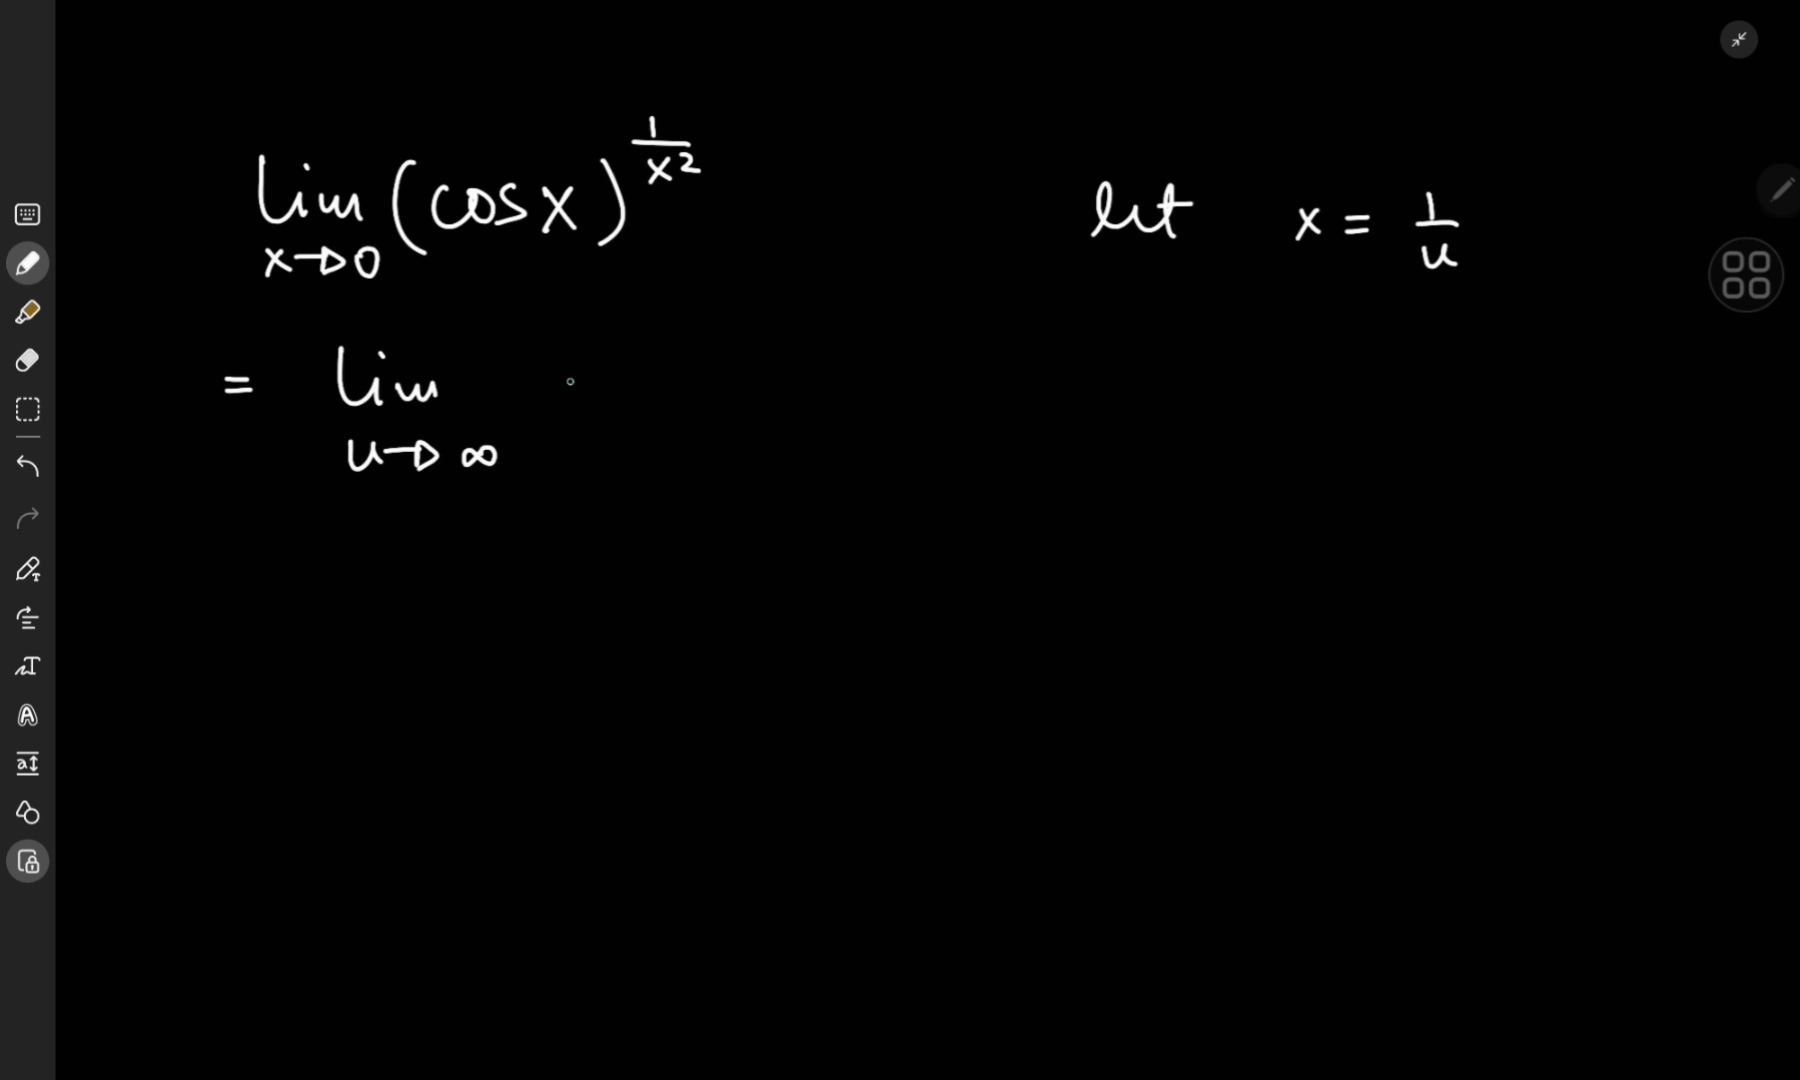 lim (cos x)^(1/x²)
x→0
let x = 1/u
= lim
u→∞